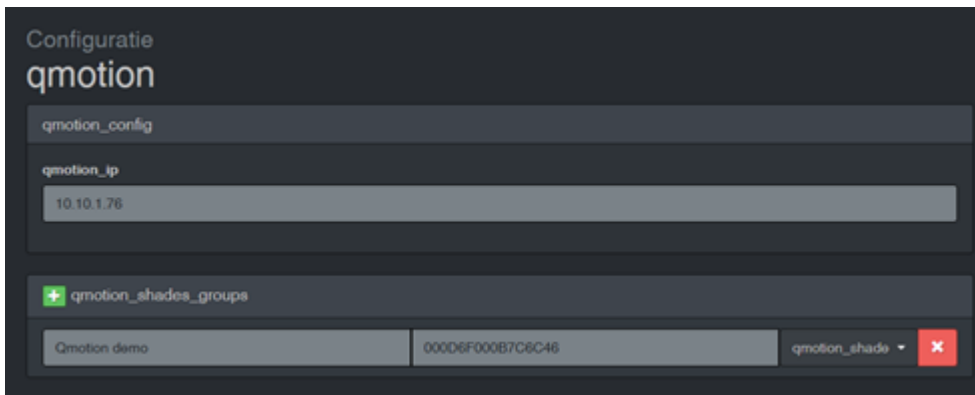 Configuratie
qmotion
qmotion_config
qmotion_ip
10.10.1.76
qmotion_shades_groups
Qmotion demo 000D6F000B7C6C46 qmotion_shade